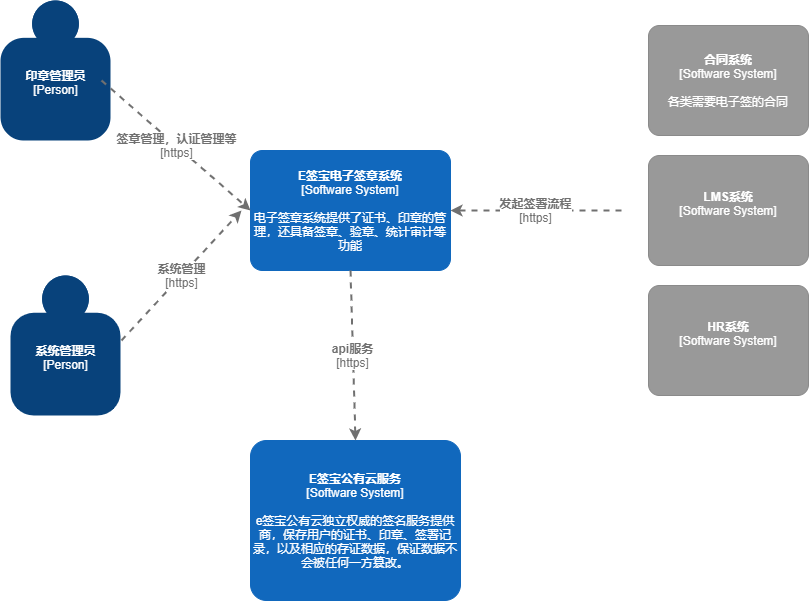 印章管理员
[Person]
签章管理，认证管理等
[https]
系统管理
[https]
系统管理员
[Person]
E签宝电子签章系统
[Software System]
电子签章系统提供了证书、印章的管
理，还具备签章、验章、统计审计等
功能
发起签署流程
[https]
合同系统
[Software System]
各类需要电子签的合同
LMS系统
[Software System]
HR系统
[Software System]
api服务
[https]
E签宝公有云服务
[Software System]
e签宝公有云独立权威的签名服务提供
商，保存用户的证书、印章、签署记
录，以及相应的存证数据，保证数据不
会被任何一方篡改。